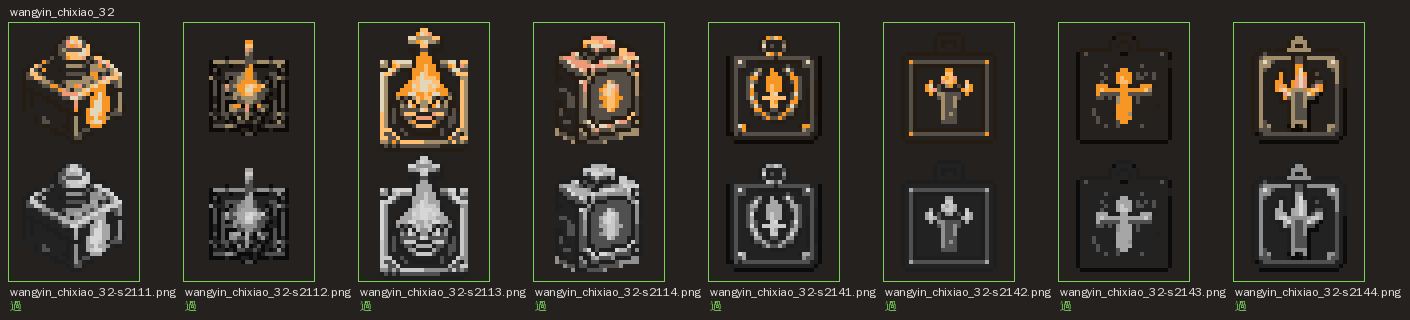 wangyin_chixiao_32
wangyin_chixiao_32-s2111.png
過
wangyin_chixiao_32-s2112.png
過
wangyin_chixiao_32-s2113.png
過
wangyin_chixiao_32-s2114.png
過
wangyin_chixiao_32-s2141.png
過
wangyin_chixiao_32-s2142.png
過
wangyin_chixiao_32-s2143.png
過
wangyin_chixiao_32-s2144.png
過